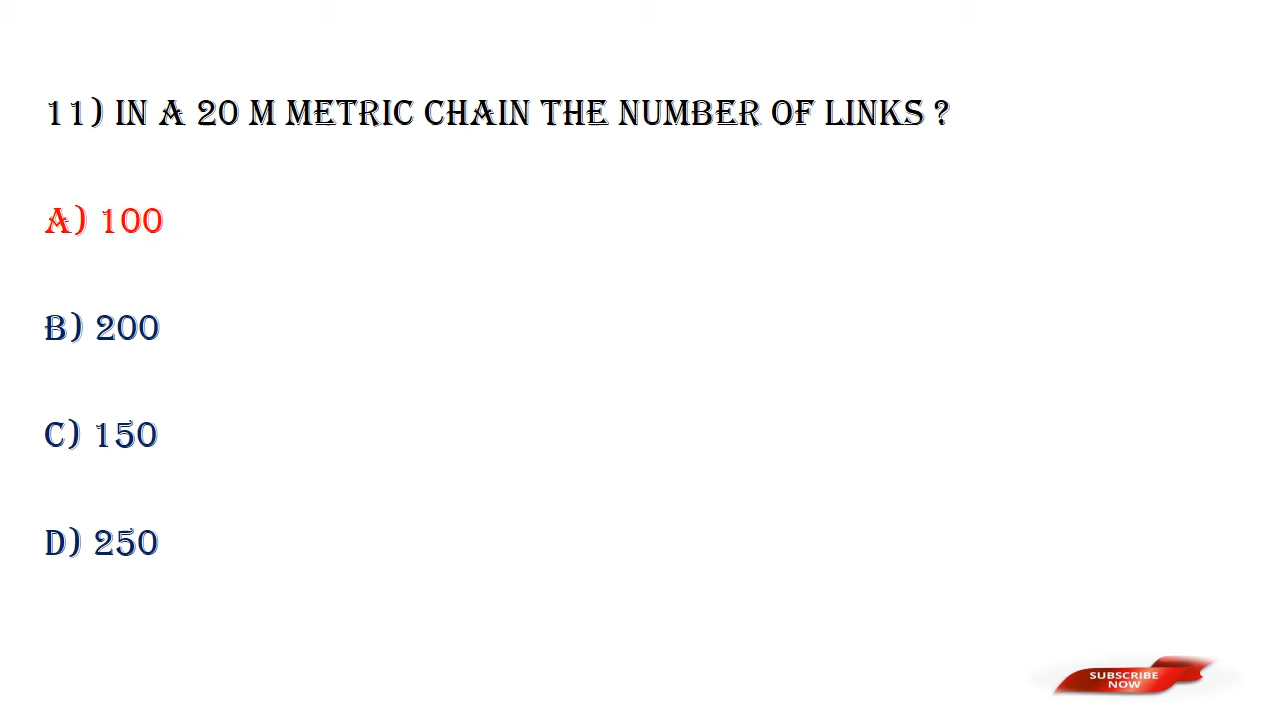 11) IN A 20 M METRIC CHAIN THE NUMBER OF LINKS ?
A) 100
B) 200
C) 150
D) 250
SUBSCRIBE
NOW